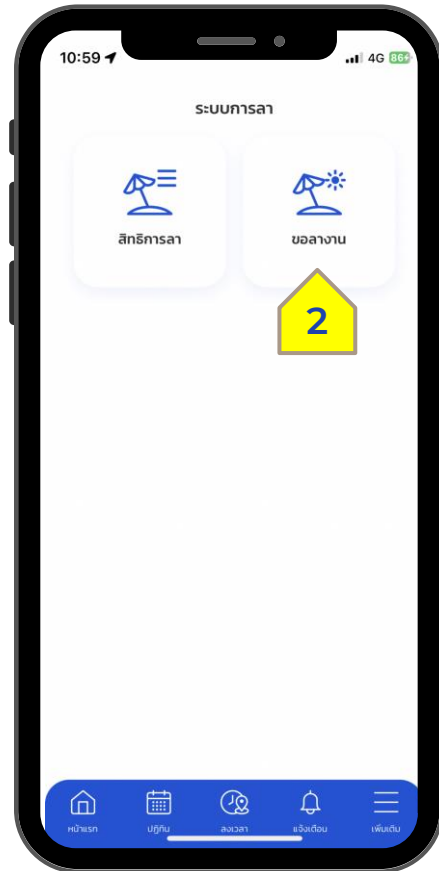 10:59
4G 86
ระบบการลา
สิทธิการลา
ขอลางาน
2
หน้าแรก
ปฏิทิน
ลงเวลา
แจ้งเตือน
เพิ่มเติม